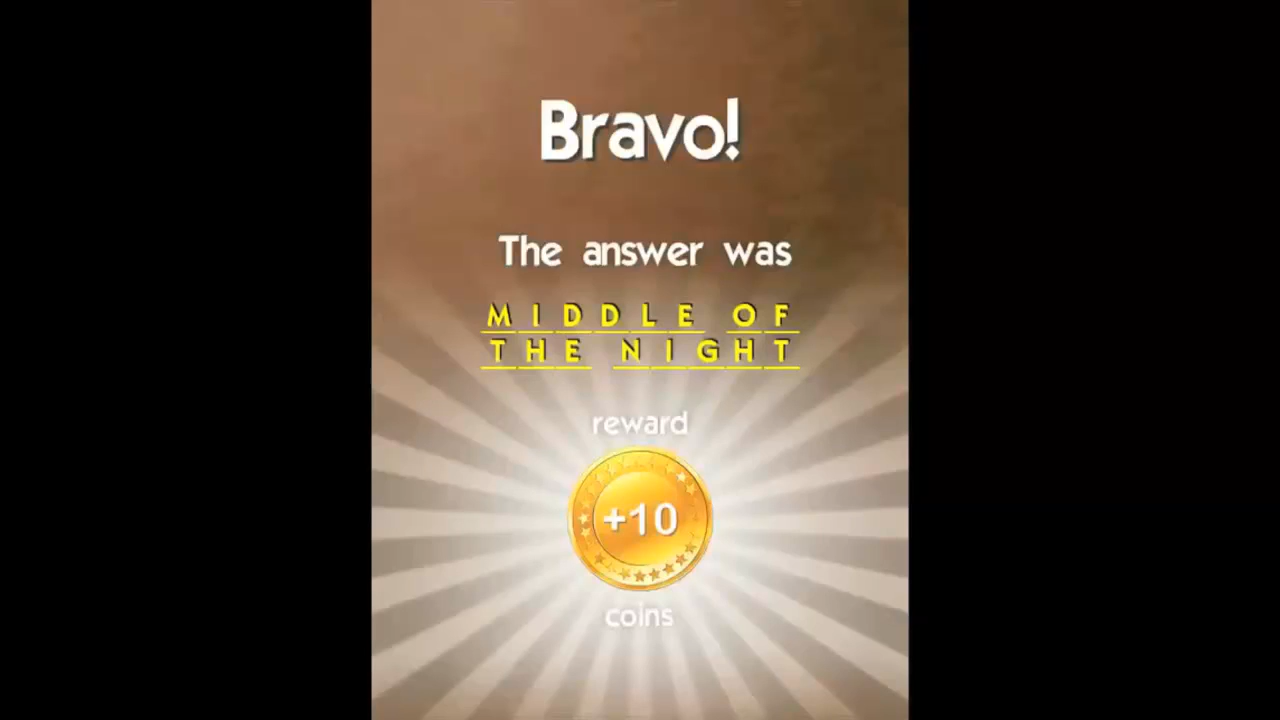 Bravo!
The answer was
MIDDLE OF
THE NIGHT
reward
+10
coins